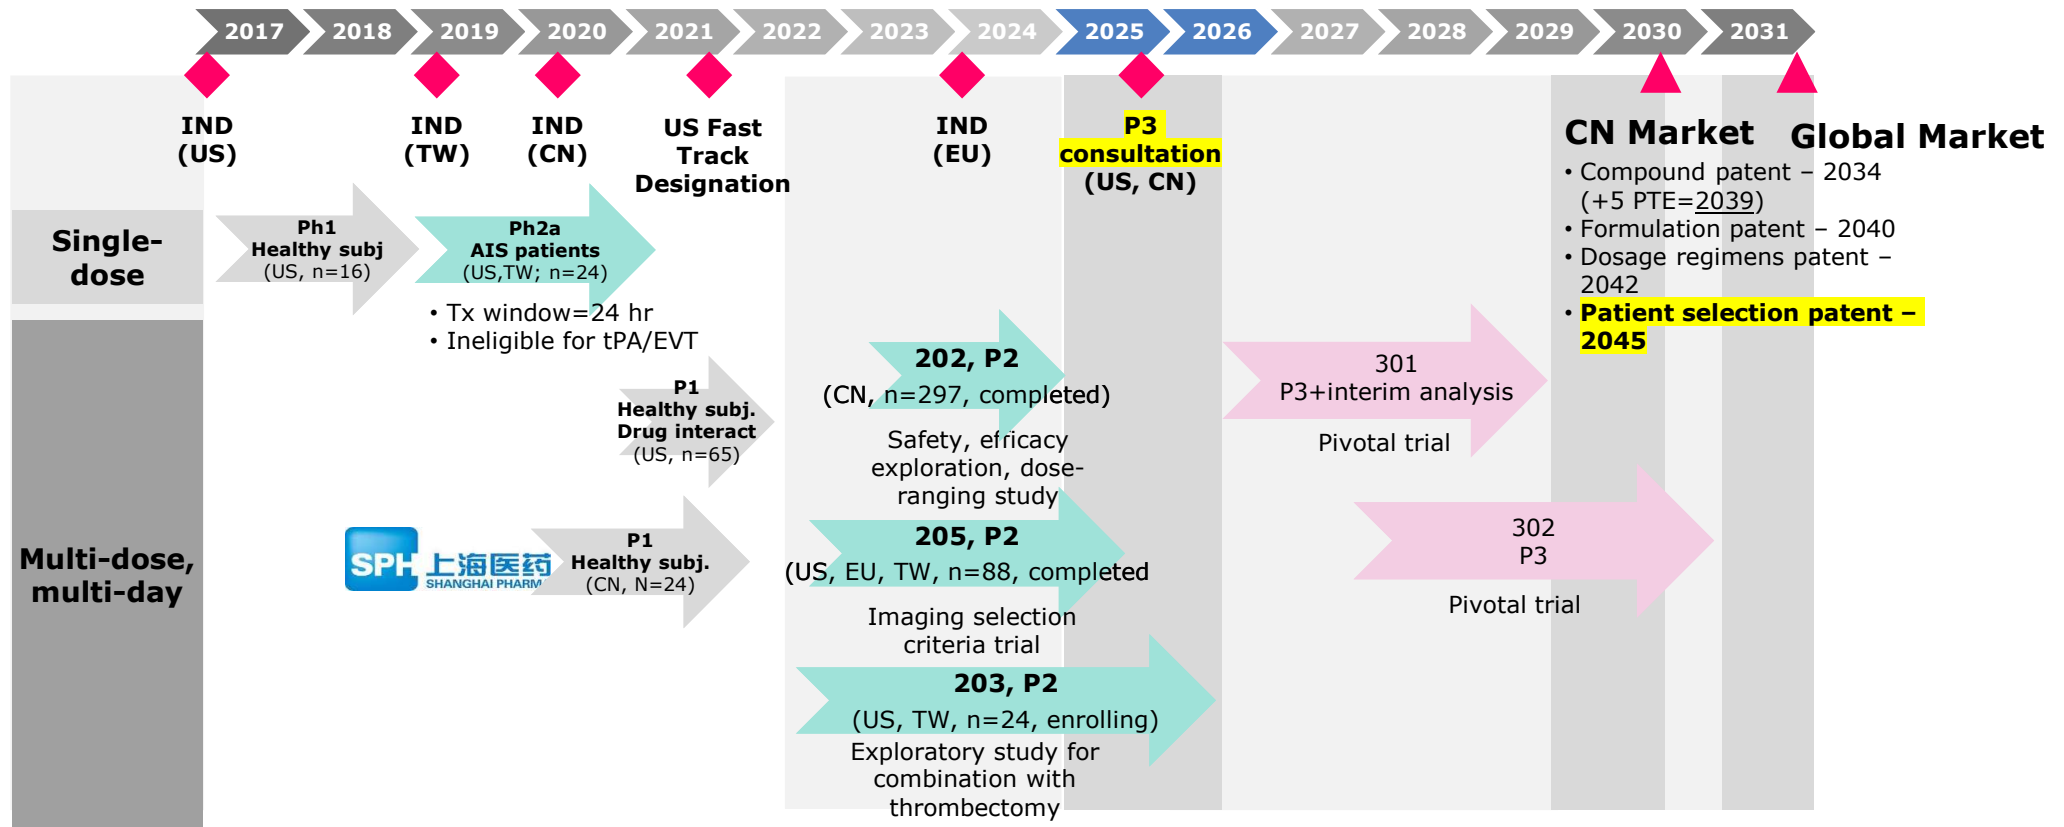 2017 2018 2019 2020 2021 2022 2023 2024 2025 2026 2027 2028 2029 2030 2031
IND
(US)
IND
(TW)
IND
(CN)
US Fast
Track
Designation
IND
(EU)
P3
consultation
(US, CN)
CN Market
• Compound patent – 2034
(+5 PTE=2039)
• Formulation patent – 2040
• Dosage regimens patent –
2042
• Patient selection patent –
2045
Global Market
Single-
dose
Ph1
Healthy subj
(US, n=16)
Ph2a
AIS patients
(US,TW; n=24)
• Tx window=24 hr
• Ineligible for tPA/EVT
Multi-dose,
multi-day
P1
Healthy subj.
Drug interact
(US, n=65)
SPH 上海医药
SHANGHAI PHARM
P1
Healthy subj.
(CN, N=24)
202, P2
(CN, n=297, completed)
Safety, efficacy
exploration, dose-
ranging study
205, P2
(US, EU, TW, n=88, completed
Imaging selection
criteria trial
203, P2
(US, TW, n=24, enrolling)
Exploratory study for
combination with
thrombectomy
301
P3+interim analysis
Pivotal trial
302
P3
Pivotal trial